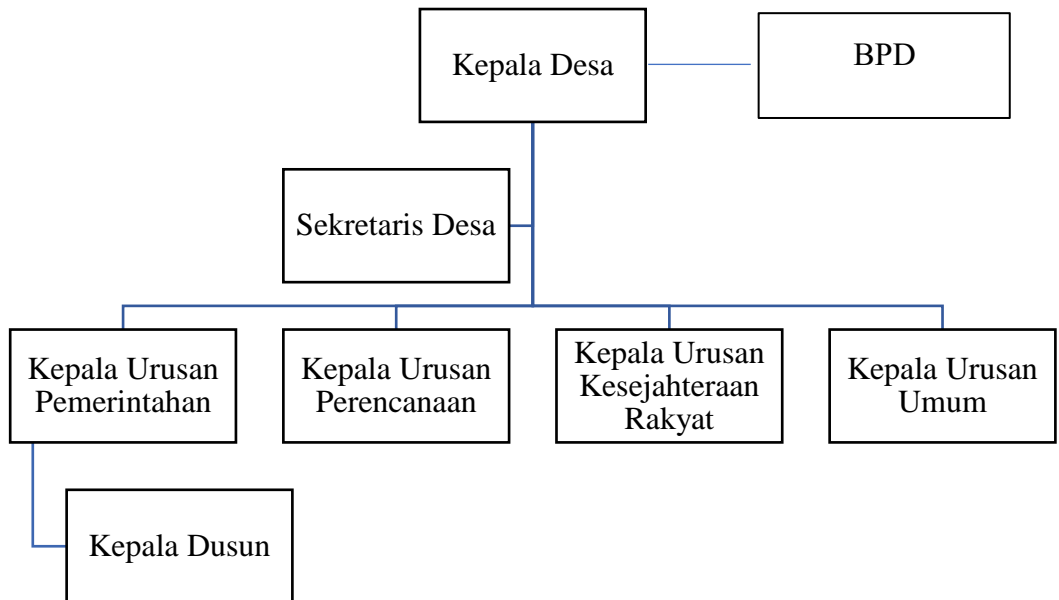 Kepala Desa
BPD
Sekretaris Desa
Kepala Urusan
Pemerintahan
Kepala Urusan
Perencanaan
Kepala Urusan
Kesejahteraan
Rakyat
Kepala Urusan
Umum
Kepala Dusun